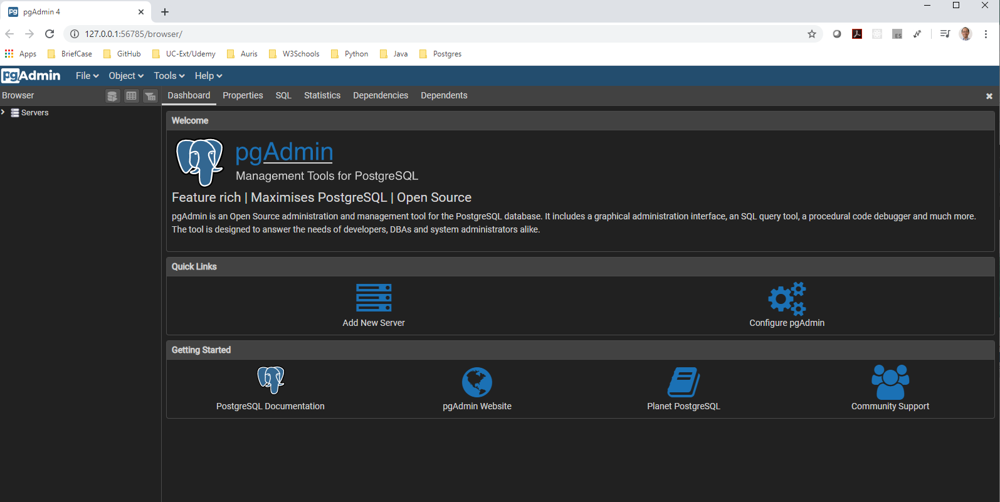 pgAdmin 4
127.0.0.1:56785/browser/
Apps BriefCase GitHub UC-Ext/Udemy Auris W3Schools Python Java Postgres
pgAdmin File Object Tools Help
Browser Dashboard Properties SQL Statistics Dependencies Dependents
Servers
Welcome
pgAdmin
Management Tools for PostgreSQL
Feature rich | Maximises PostgreSQL | Open Source
pgAdmin is an Open Source administration and management tool for the PostgreSQL database. It includes a graphical administration interface, an SQL query tool, a procedural code debugger and much more.
The tool is designed to answer the needs of developers, DBAs and system administrators alike.
Quick Links
Add New Server Configure pgAdmin
Getting Started
PostgreSQL Documentation pgAdmin Website Planet PostgreSQL Community Support